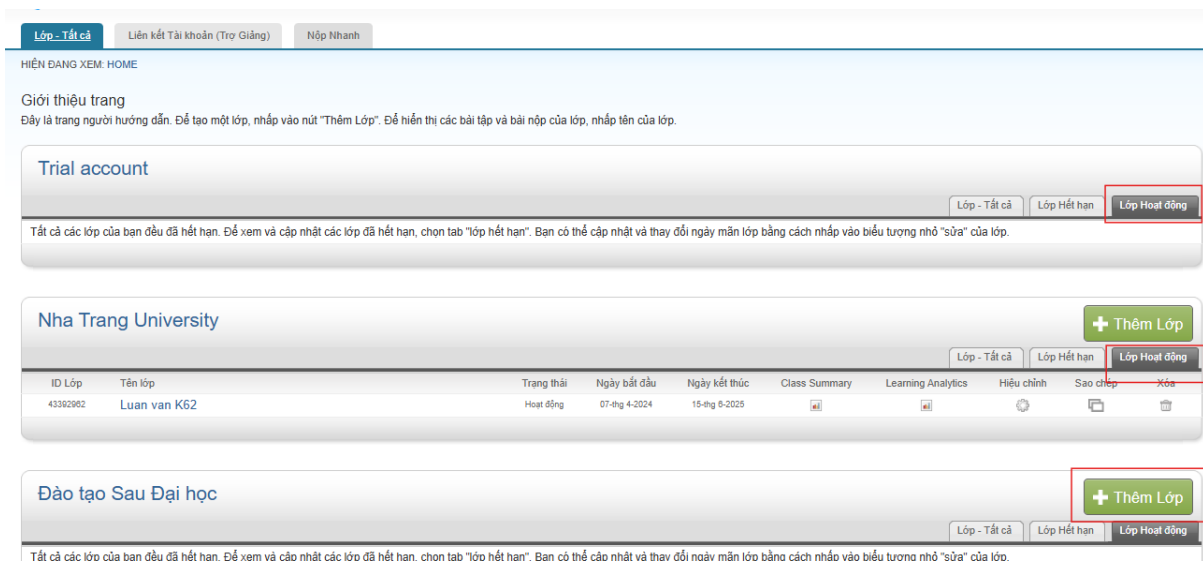 Lớp - Tất cả Liên kết Tài khoản (Trợ Giảng) Nộp Nhanh
HIỆN ĐANG XEM: HOME
Giới thiệu trang
Đây là trang người hướng dẫn. Để tạo một lớp, nhấp vào nút "Thêm Lớp". Để hiển thị các bài tập và bài nộp của lớp, nhấp tên của lớp.
Trial account
Lớp - Tất cả Lớp Hết hạn Lớp Hoạt động
Tất cả các lớp của bạn đều đã hết hạn. Để xem và cập nhật các lớp đã hết hạn, chọn tab "lớp hết hạn". Bạn có thể cập nhật và thay đổi ngày mãn lớp bằng cách nhấp vào biểu tượng nhỏ "sửa" của lớp.
Nha Trang University
Thêm Lớp
Lớp - Tất cả Lớp Hết hạn Lớp Hoạt động
ID Lớp Tên lớp Trạng thái Ngày bắt đầu Ngày kết thúc Class Summary Learning Analytics Hiệu chỉnh Sao chép Xóa
43392962 Luan van K62 Hoạt động 07-thg 4-2024 15-thg 6-2025
Đào tạo Sau Đại học
Thêm Lớp
Lớp - Tất cả Lớp Hết hạn Lớp Hoạt động
Tất cả các lớp của bạn đều đã hết hạn. Để xem và cập nhật các lớp đã hết hạn, chọn tab "lớp hết hạn". Bạn có thể cập nhật và thay đổi ngày mãn lớp bằng cách nhấp vào biểu tượng nhỏ "sửa" của lớp.